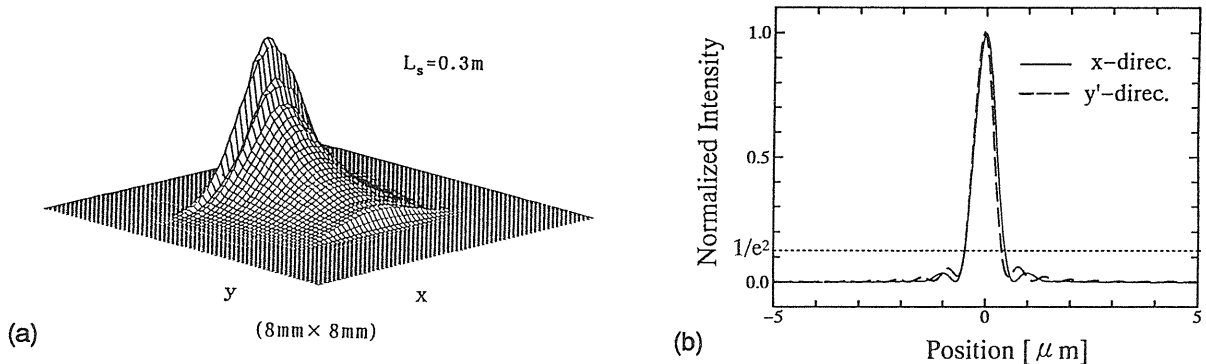 L_s=0.3m
y
x
(8mm× 8mm)
(a)
Normalized Intensity
1.0
0.5
1/e²
0.0
x-direc.
y'-direc.
-5
0
5
Position [ μ m]
(b)